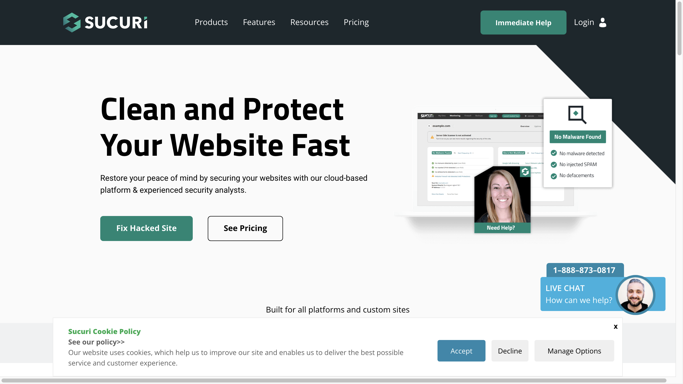 SUCURi
Products
Features
Resources
Pricing
Immediate Help
Login
Clean and Protect
Your Website Fast
Restore your peace of mind by securing your websites with our cloud-based
platform & experienced security analysts.
Fix Hacked Site
See Pricing
No Malware Found
No malware detected
No injected SPAM
No defacements
Need Help?
1-888-873-0817
LIVE CHAT
How can we help?
Built for all platforms and custom sites
x
Sucuri Cookie Policy
See our policy>>
Our website uses cookies, which help us to improve our site and enables us to deliver the best possible
service and customer experience.
Accept
Decline
Manage Options